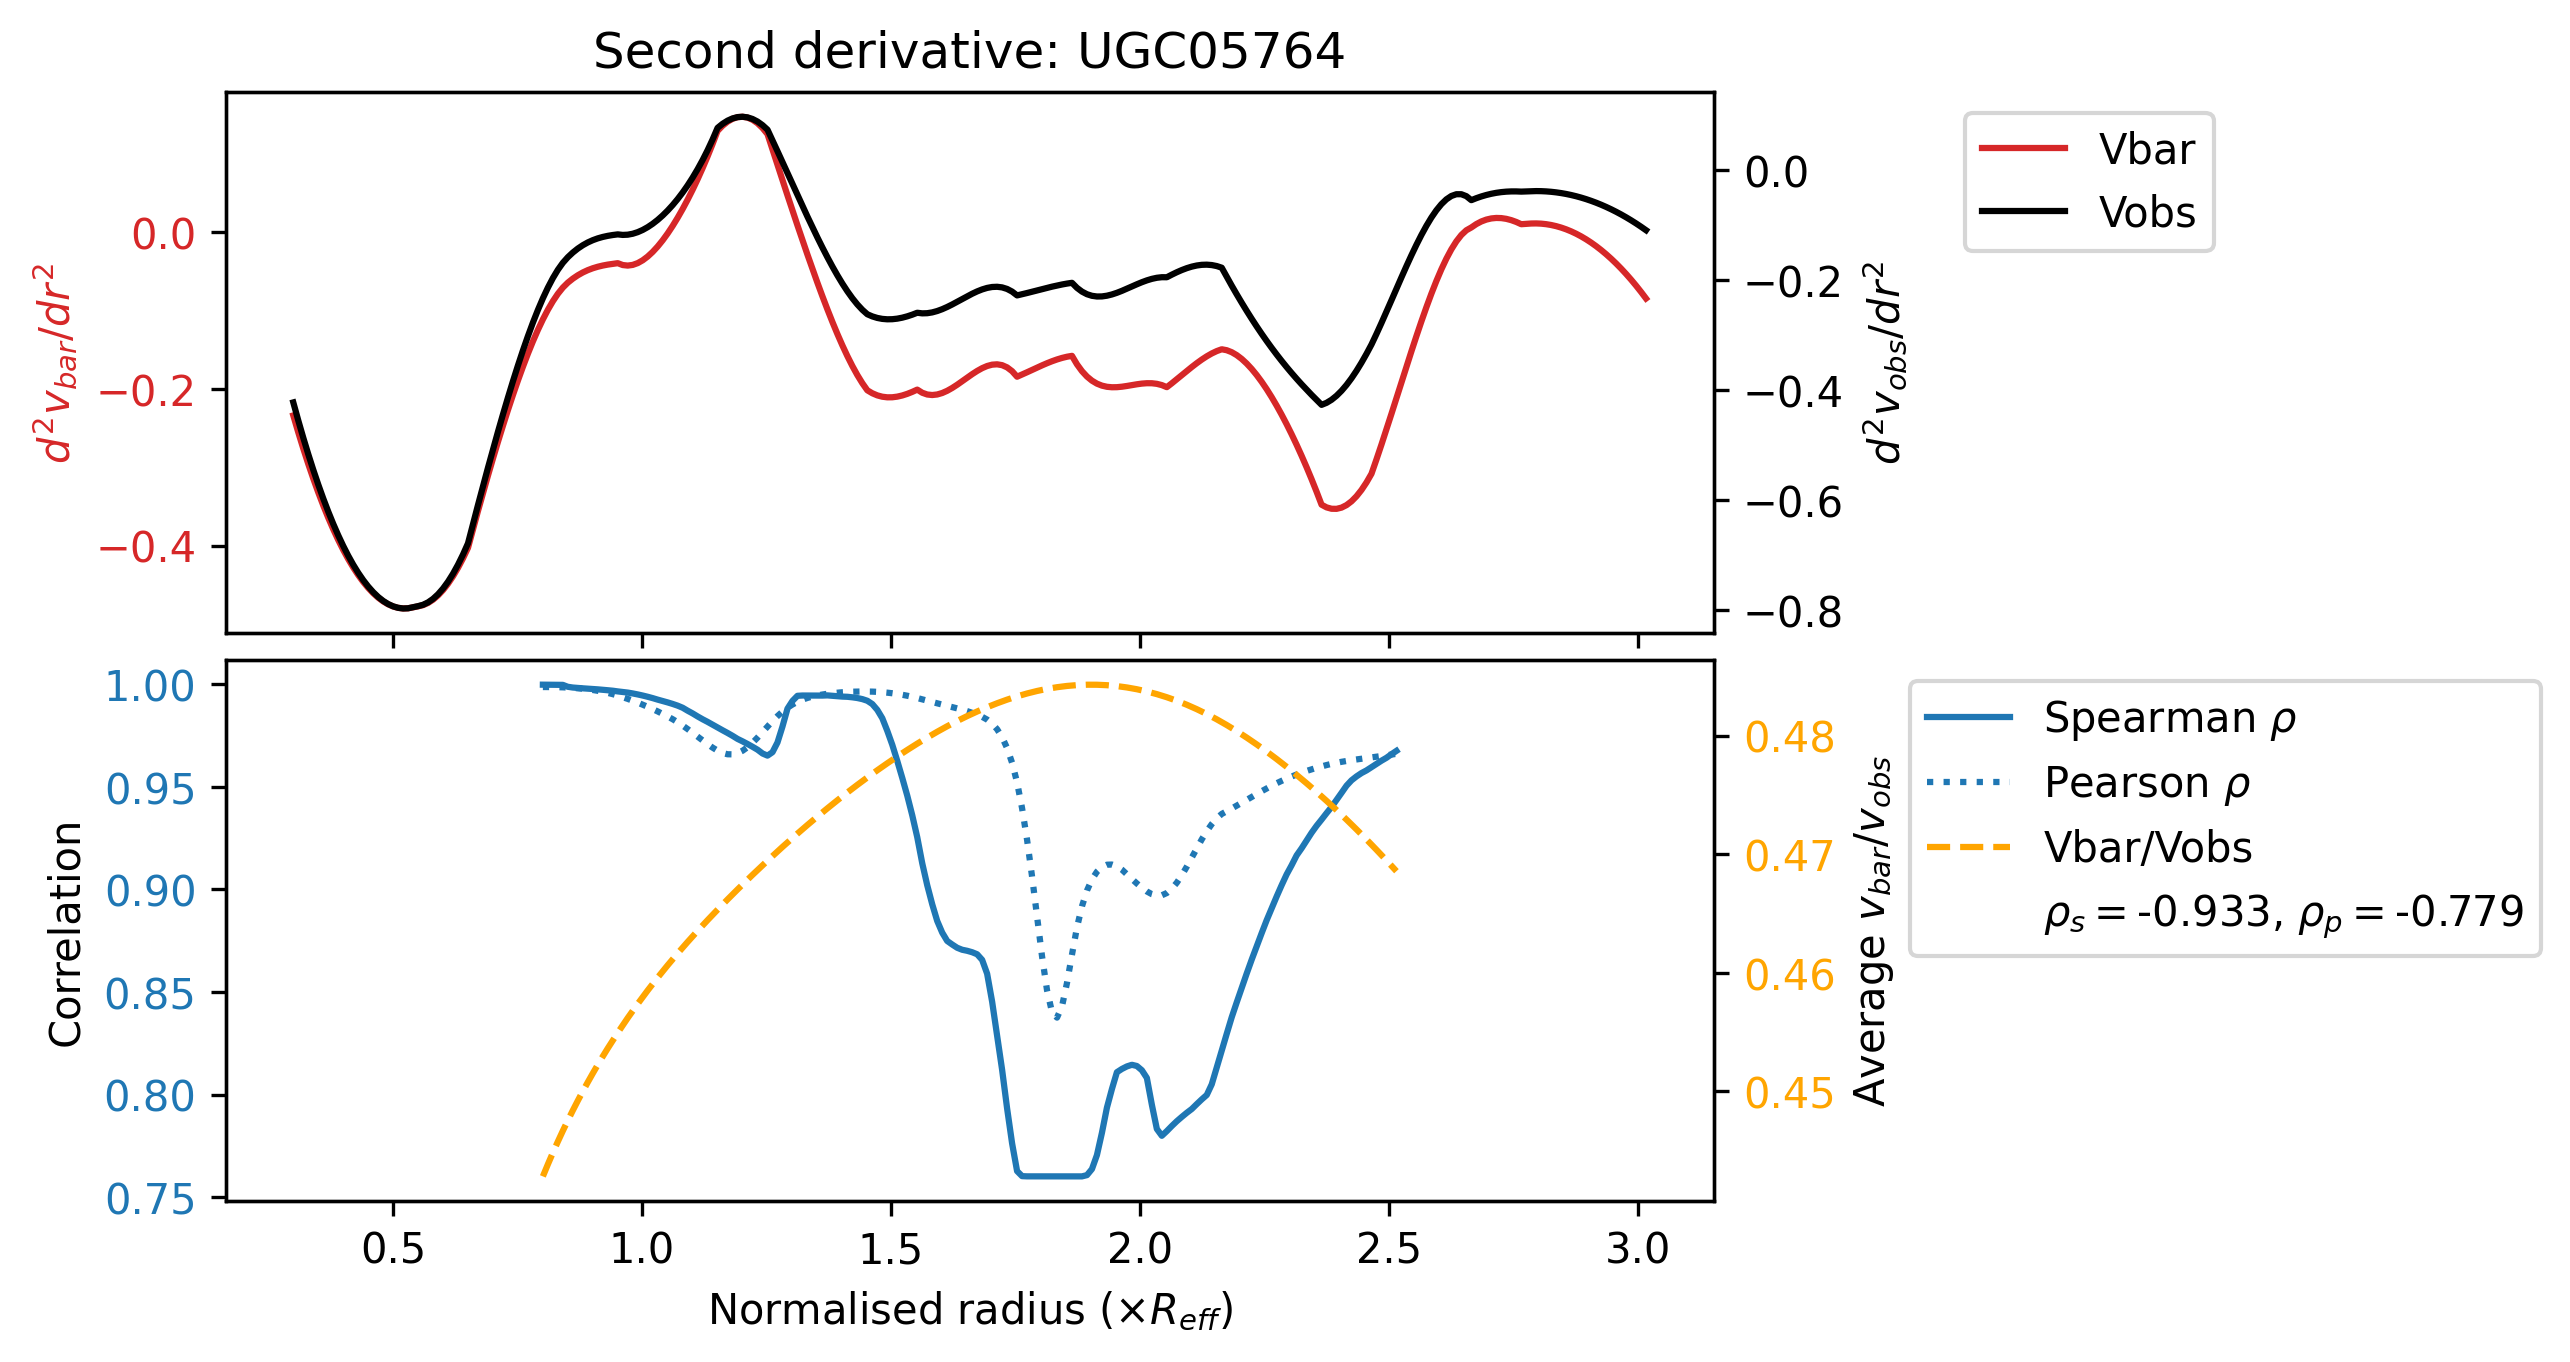 Second derivative: UGC05764
d²v_bar/dr²
0.0
−0.2
−0.4
0.0
−0.2
−0.4
−0.6
−0.8
d²v_obs/dr²
Vbar
Vobs
Correlation
1.00
0.95
0.90
0.85
0.80
0.75
0.48
0.47
0.46
0.45
Average v_bar/v_obs
Spearman ρ
Pearson ρ
Vbar/Vobs
ρ_s = -0.933, ρ_p = -0.779
0.5 1.0 1.5 2.0 2.5 3.0
Normalised radius (×R_eff)